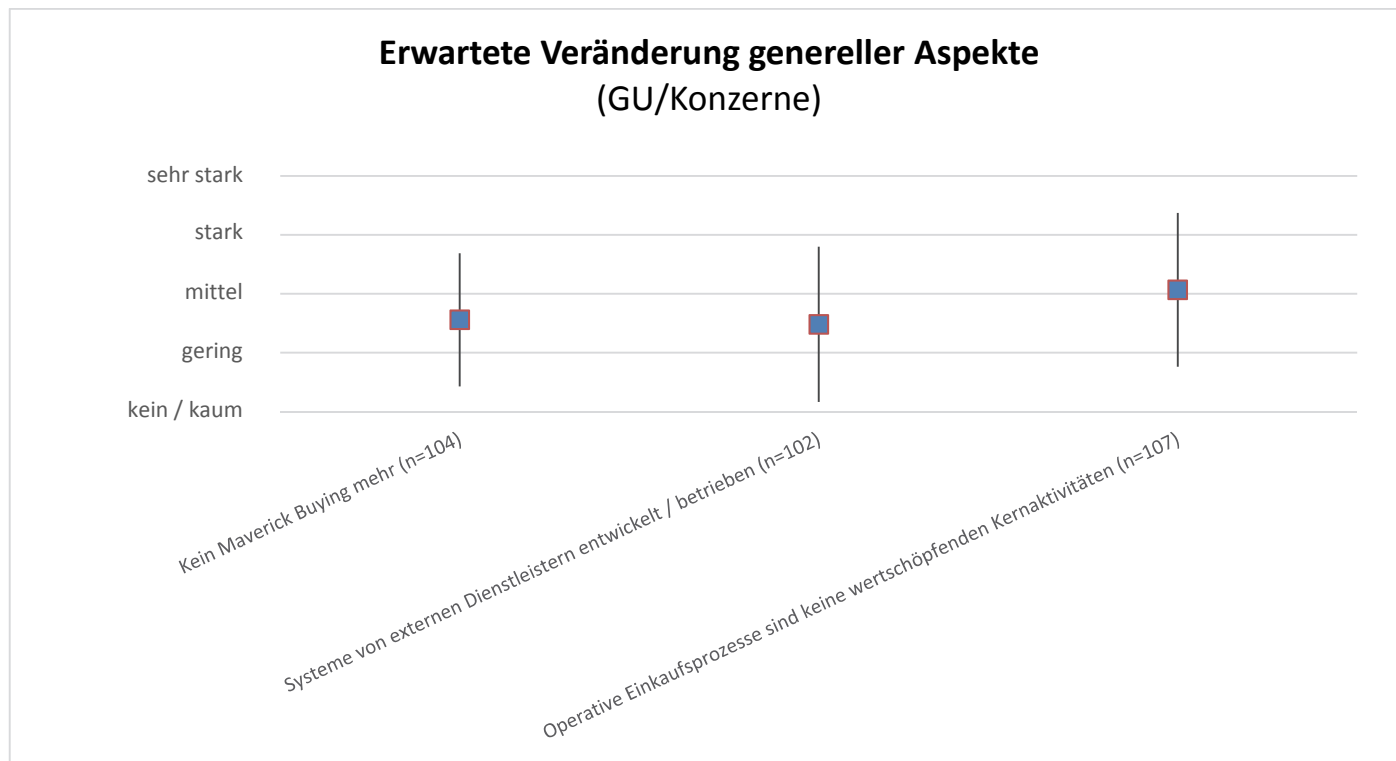 Erwartete Veränderung genereller Aspekte
(GU/Konzerne)
sehr stark
stark
mittel
gering
kein / kaum
Kein Maverick Buying mehr (n=104)
Systeme von externen Dienstleistern entwickelt / betrieben (n=102)
Operative Einkaufsprozesse sind keine wertschöpfenden Kernaktivitäten (n=107)